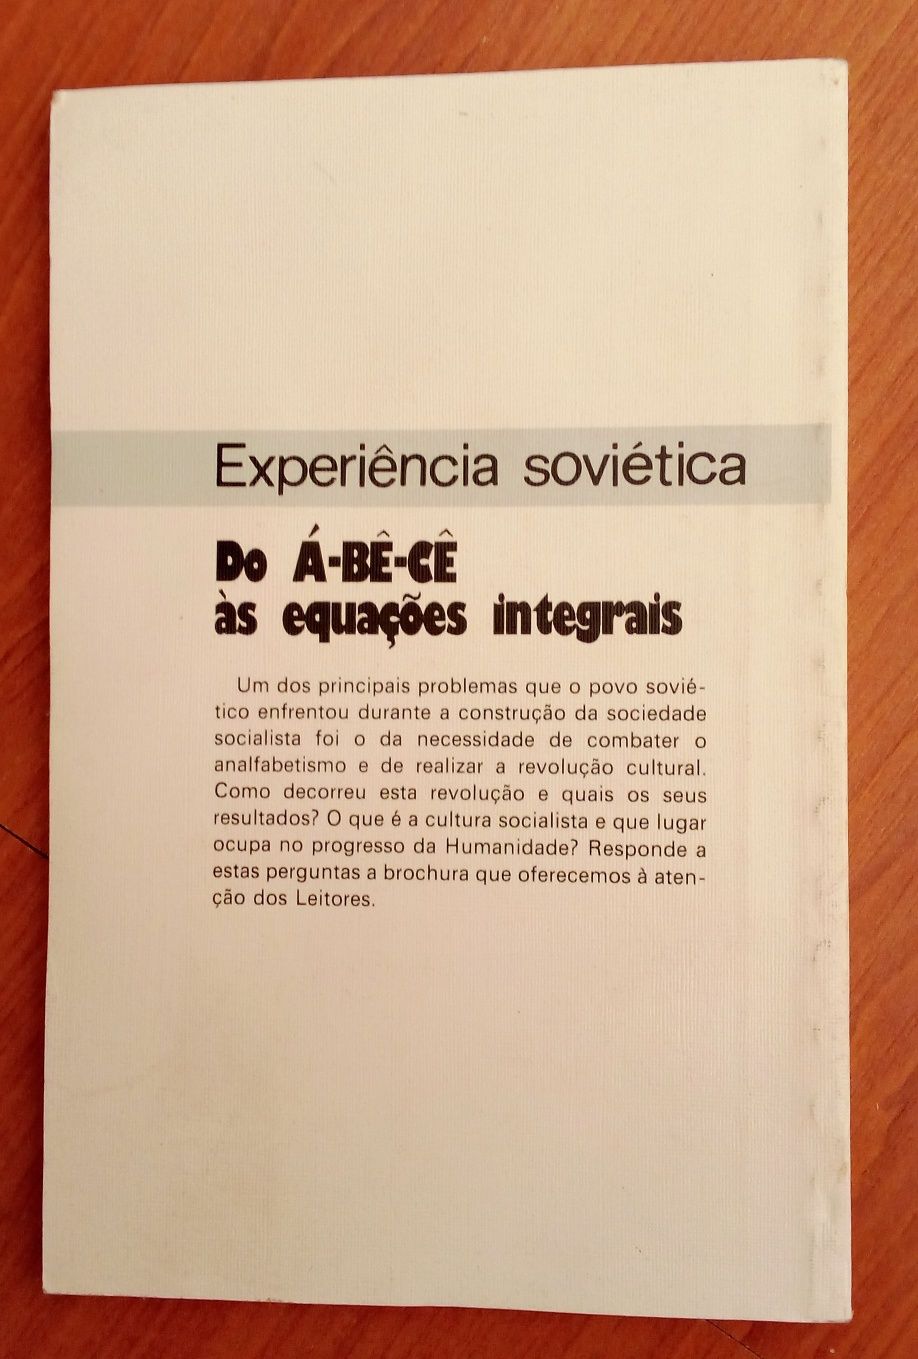 Experiência soviética
Do Á-BÊ-CÊ
às equações integrais
Um dos principais problemas que o povo sovié-
tico enfrentou durante a construção da sociedade
socialista foi o da necessidade de combater o
analfabetismo e de realizar a revolução cultural.
Como decorreu esta revolução e quais os seus
resultados? O que é a cultura socialista e que lugar
ocupa no progresso da Humanidade? Responde a
estas perguntas a brochura que oferecemos à aten-
ção dos Leitores.